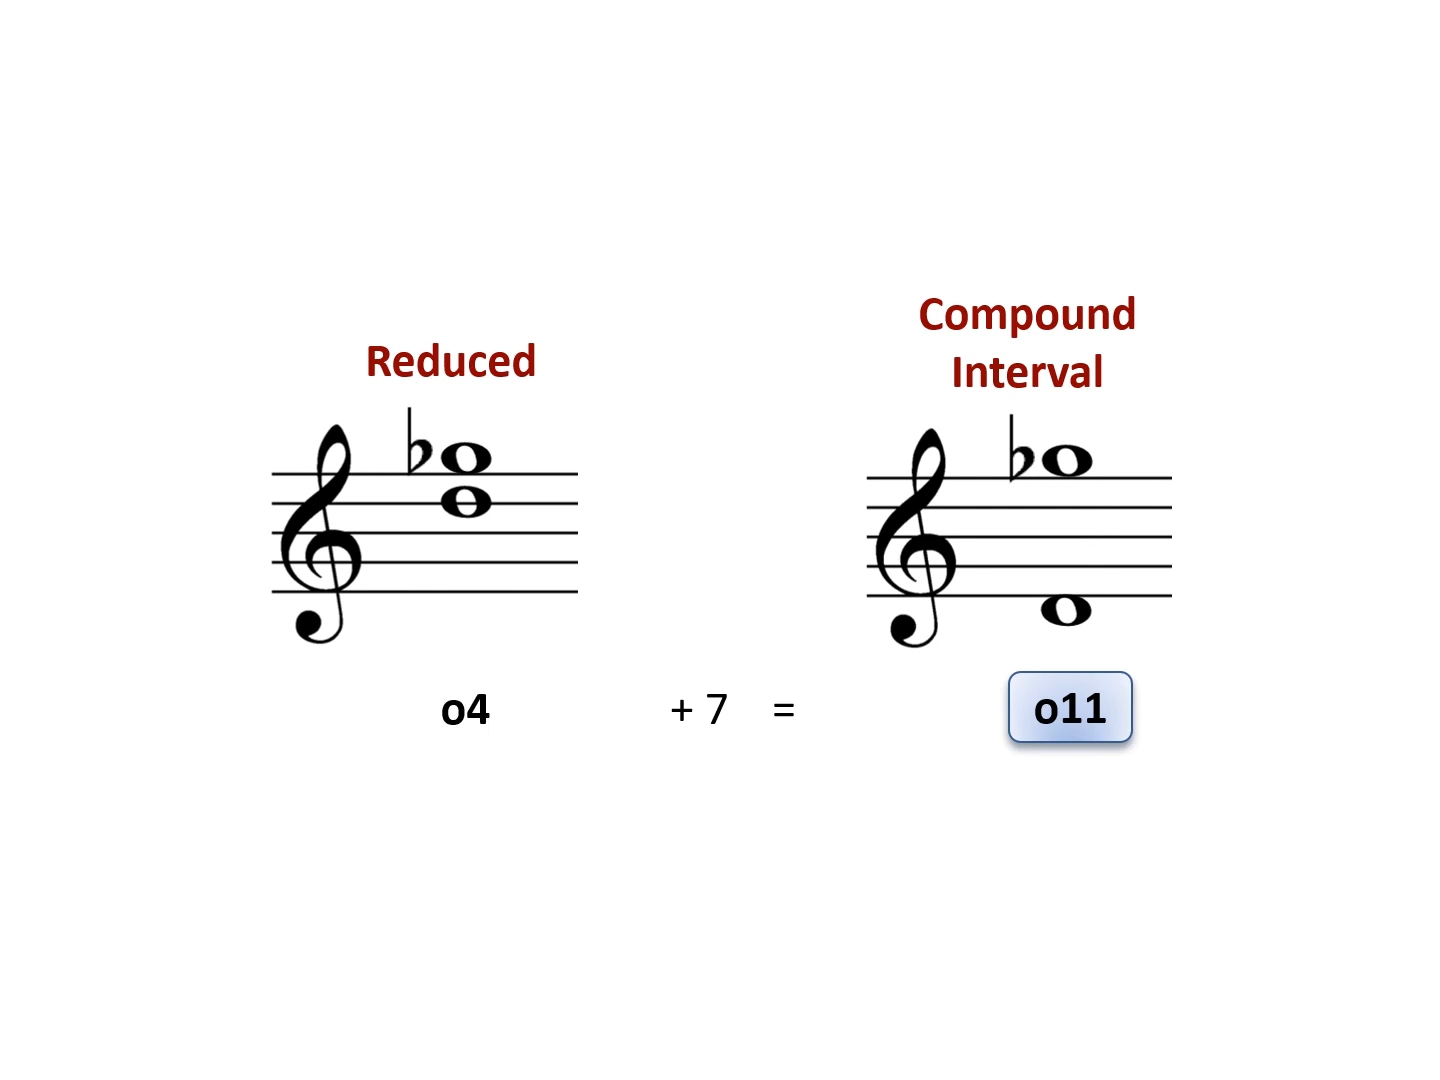 Reduced
Compound
Interval
o4 + 7 = o11